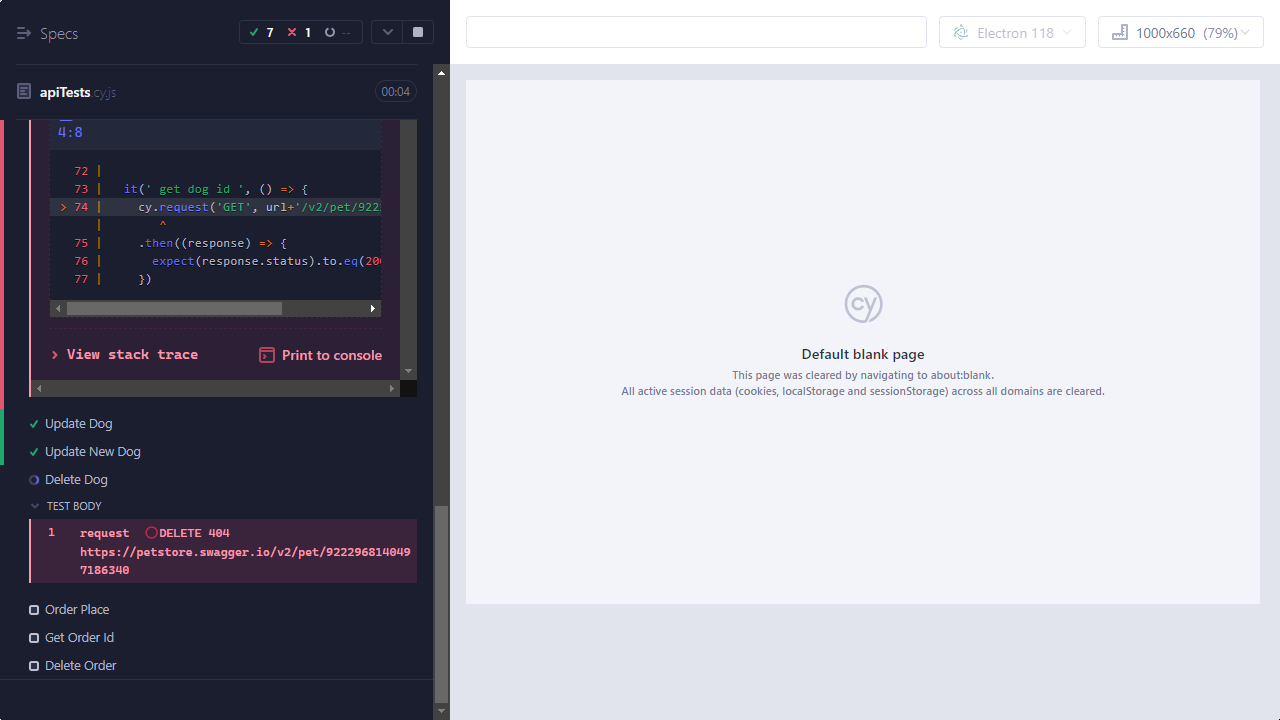 Specs
7
1
--
Electron 118
1000x660 (79%)
apiTests.cy.js
00:04
4:8
72 |
73 | it(' get dog id ', () => {
> 74 | cy.request('GET', url+'/v2/pet/922
| ^
75 | .then((response) => {
76 | expect(response.status).to.eq(200
77 | })
View stack trace
Print to console
Update Dog
Update New Dog
Delete Dog
TEST BODY
1 request DELETE 404
https://petstore.swagger.io/v2/pet/922296814049
7186340
Order Place
Get Order Id
Delete Order
cy
Default blank page
This page was cleared by navigating to about:blank.
All active session data (cookies, localStorage and sessionStorage) across all domains are cleared.